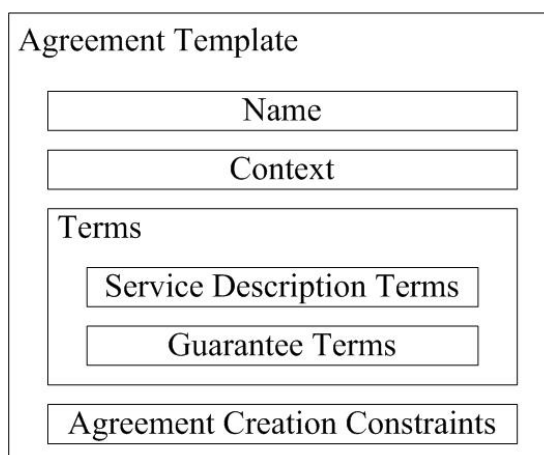 Agreement Template
Name
Context
Terms
Service Description Terms
Guarantee Terms
Agreement Creation Constraints